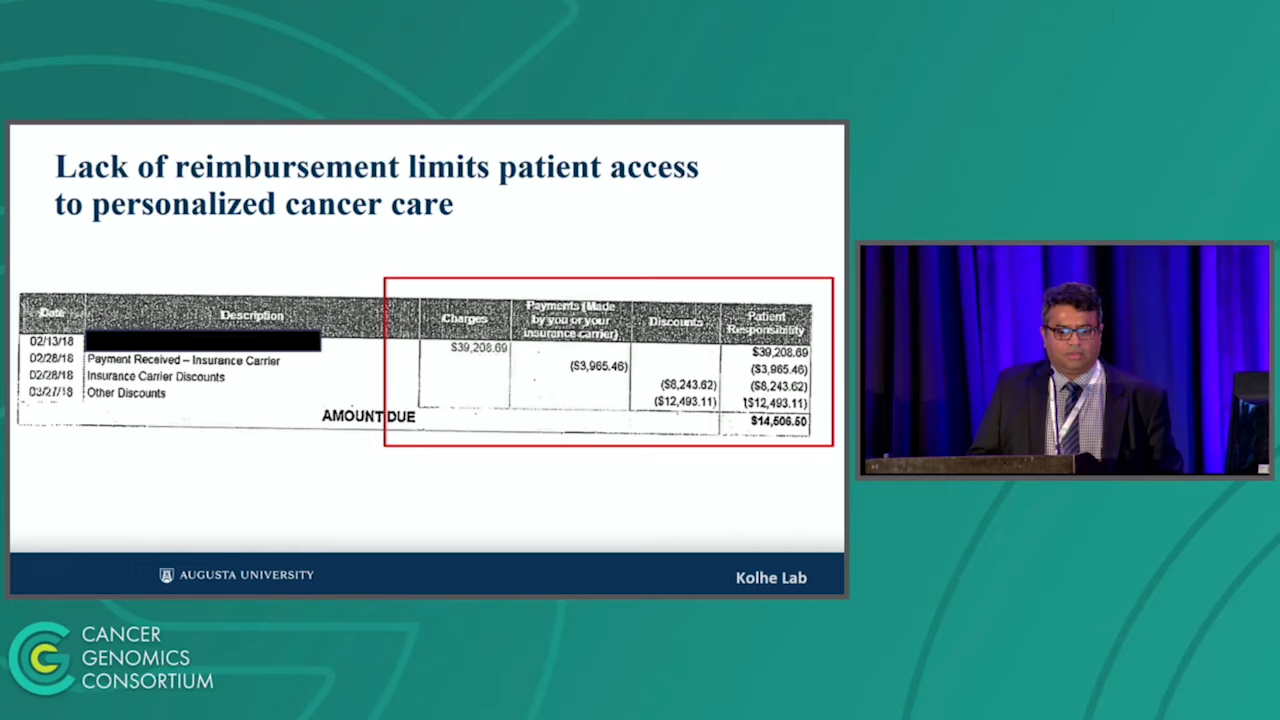 Lack of reimbursement limits patient access
to personalized cancer care
Date Description Charges Payments (Made by you or your insurance carrier) Discounts Patient Responsibility
02/13/18 $39,208.69 $39,208.69
02/28/18 Payment Received – Insurance Carrier ($3,965.46) ($3,965.46)
02/28/18 Insurance Carrier Discounts ($8,243.62) ($8,243.62)
03/27/18 Other Discounts ($12,493.11) ($12,493.11)
AMOUNT DUE $14,506.50
AUGUSTA UNIVERSITY
Kolhe Lab
CANCER
GENOMICS
CONSORTIUM